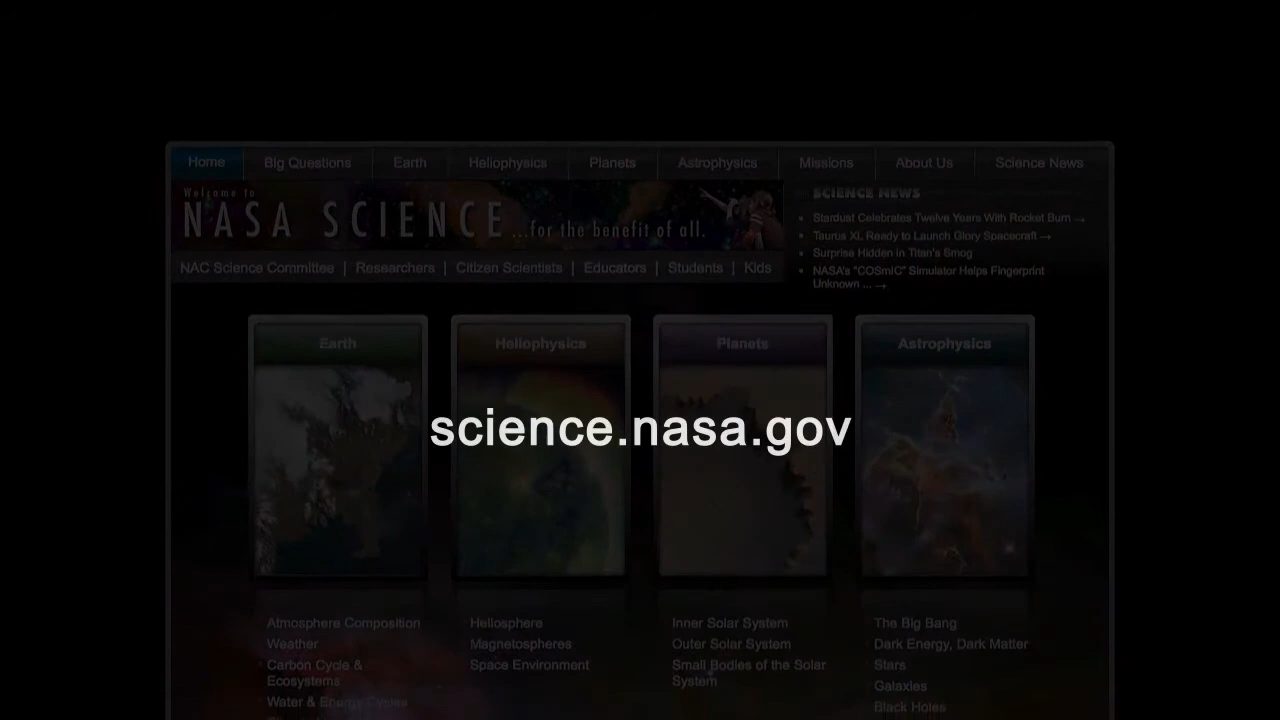 Home Big Questions Earth Heliophysics Planets Astrophysics Missions About Us Science News
Welcome to
NASA SCIENCE ...for the benefit of all.
NAC Science Committee | Researchers | Citizen Scientists | Educators | Students | Kids
SCIENCE NEWS
Stardust Celebrates Twelve Years With Rocket Burn →
Taurus XL Ready to Launch Glory Spacecraft →
Surprise Hidden in Titan's Smog
NASA's "COSmIC" Simulator Helps Fingerprint
Unknown ... →
Earth Heliophysics Planets Astrophysics
science.nasa.gov
Atmosphere Composition
Weather
Carbon Cycle &
Ecosystems
Water & Energy Cycles
Heliosphere
Magnetospheres
Space Environment
Inner Solar System
Outer Solar System
Small Bodies of the Solar
System
The Big Bang
Dark Energy, Dark Matter
Stars
Galaxies
Black Holes